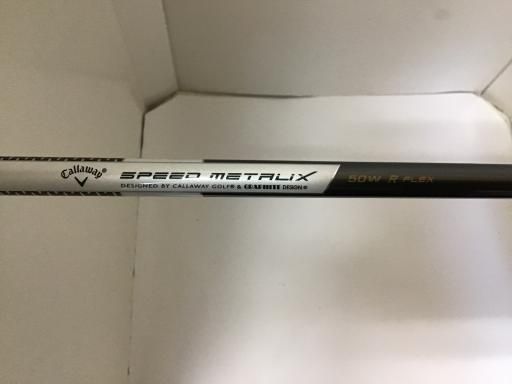 Callaway® SPEED METALIX
DESIGNED BY CALLAWAY GOLF® & GRAPHITE DESIGN®
50W R FLEX